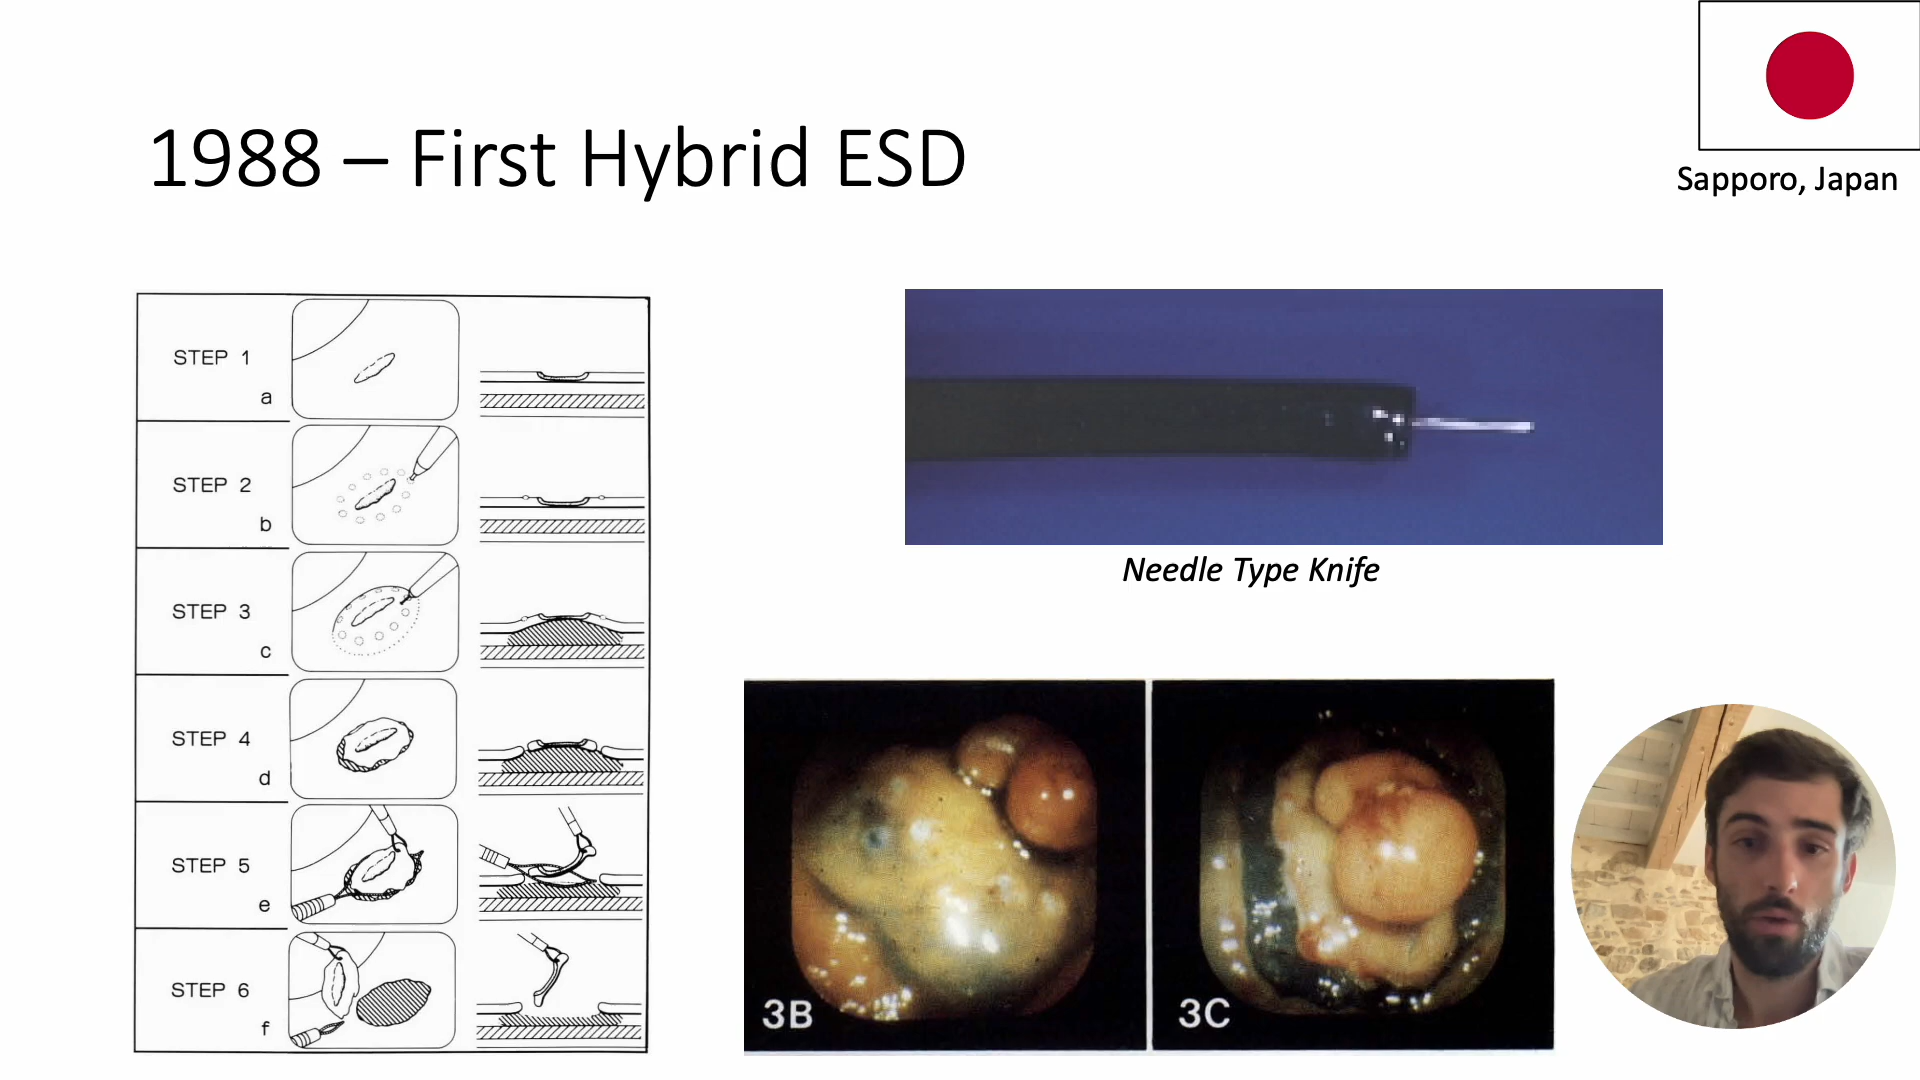 1988 – First Hybrid ESD
Sapporo, Japan
STEP 1
a
STEP 2
b
STEP 3
c
STEP 4
d
STEP 5
e
STEP 6
f
Needle Type Knife
3B
3C